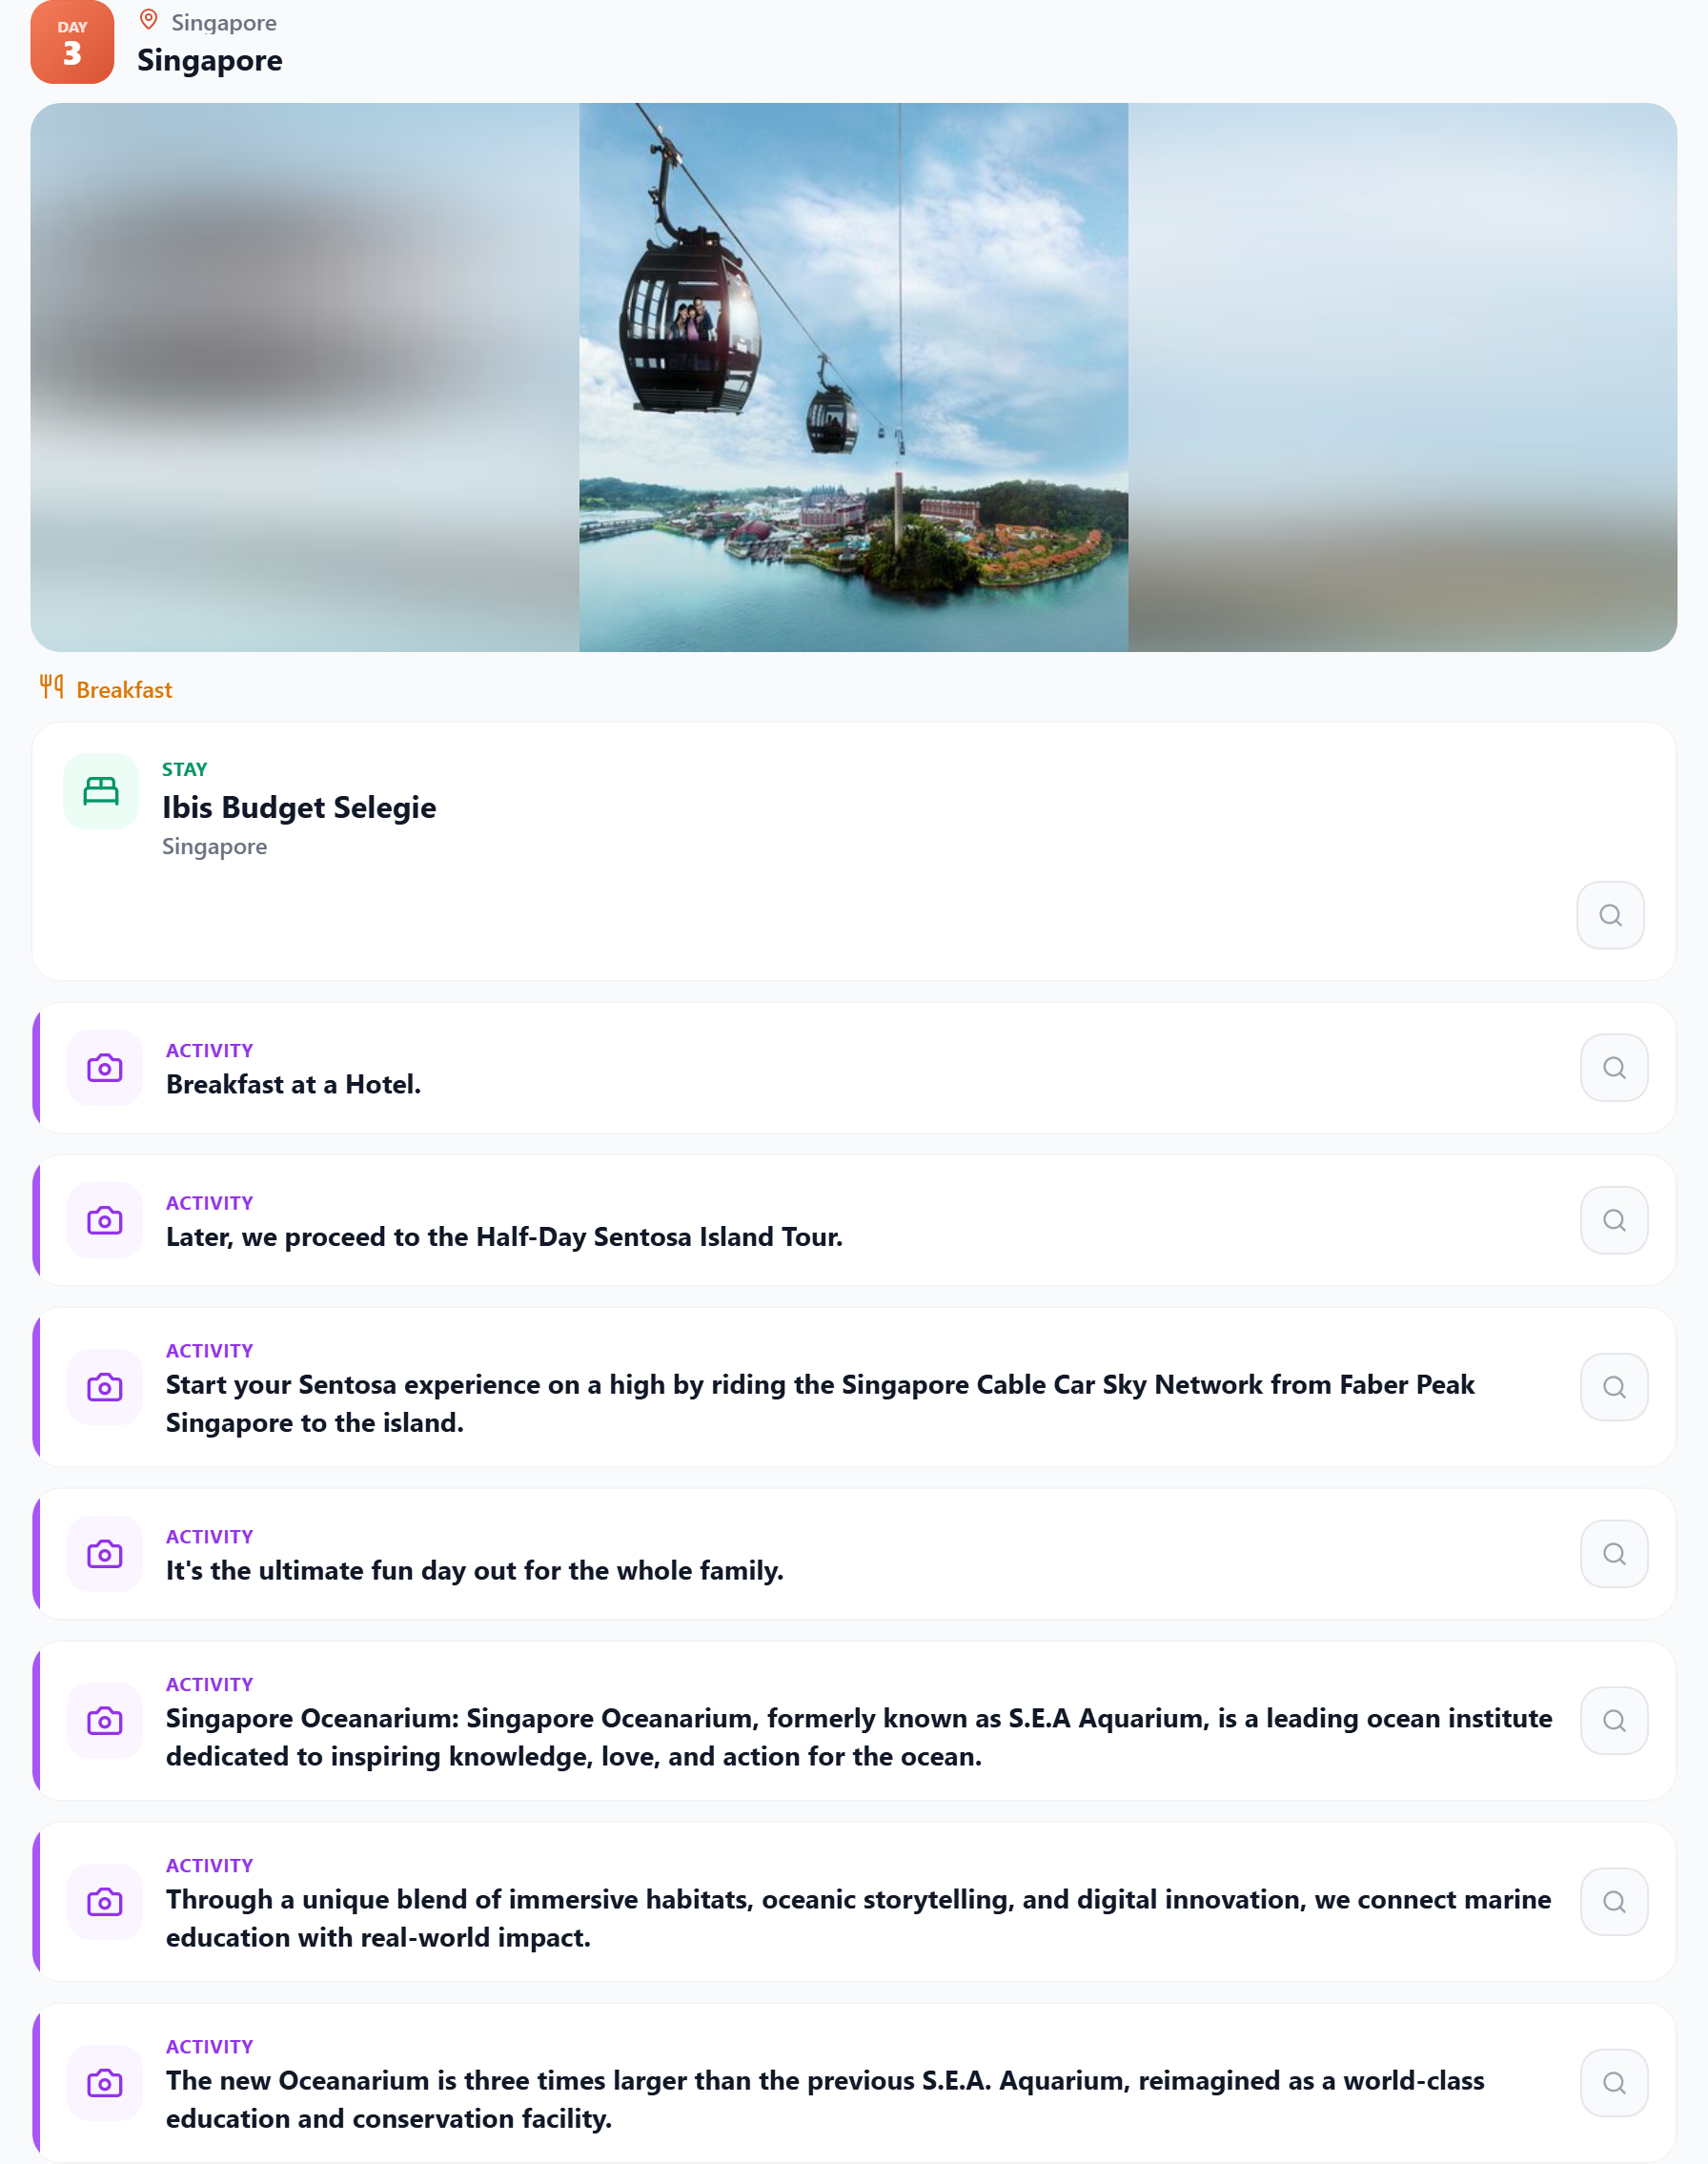 DAY
3
Singapore
Singapore
Breakfast
STAY
Ibis Budget Selegie
Singapore
ACTIVITY
Breakfast at a Hotel.
ACTIVITY
Later, we proceed to the Half-Day Sentosa Island Tour.
ACTIVITY
Start your Sentosa experience on a high by riding the Singapore Cable Car Sky Network from Faber Peak
Singapore to the island.
ACTIVITY
It's the ultimate fun day out for the whole family.
ACTIVITY
Singapore Oceanarium: Singapore Oceanarium, formerly known as S.E.A Aquarium, is a leading ocean institute
dedicated to inspiring knowledge, love, and action for the ocean.
ACTIVITY
Through a unique blend of immersive habitats, oceanic storytelling, and digital innovation, we connect marine
education with real-world impact.
ACTIVITY
The new Oceanarium is three times larger than the previous S.E.A. Aquarium, reimagined as a world-class
education and conservation facility.